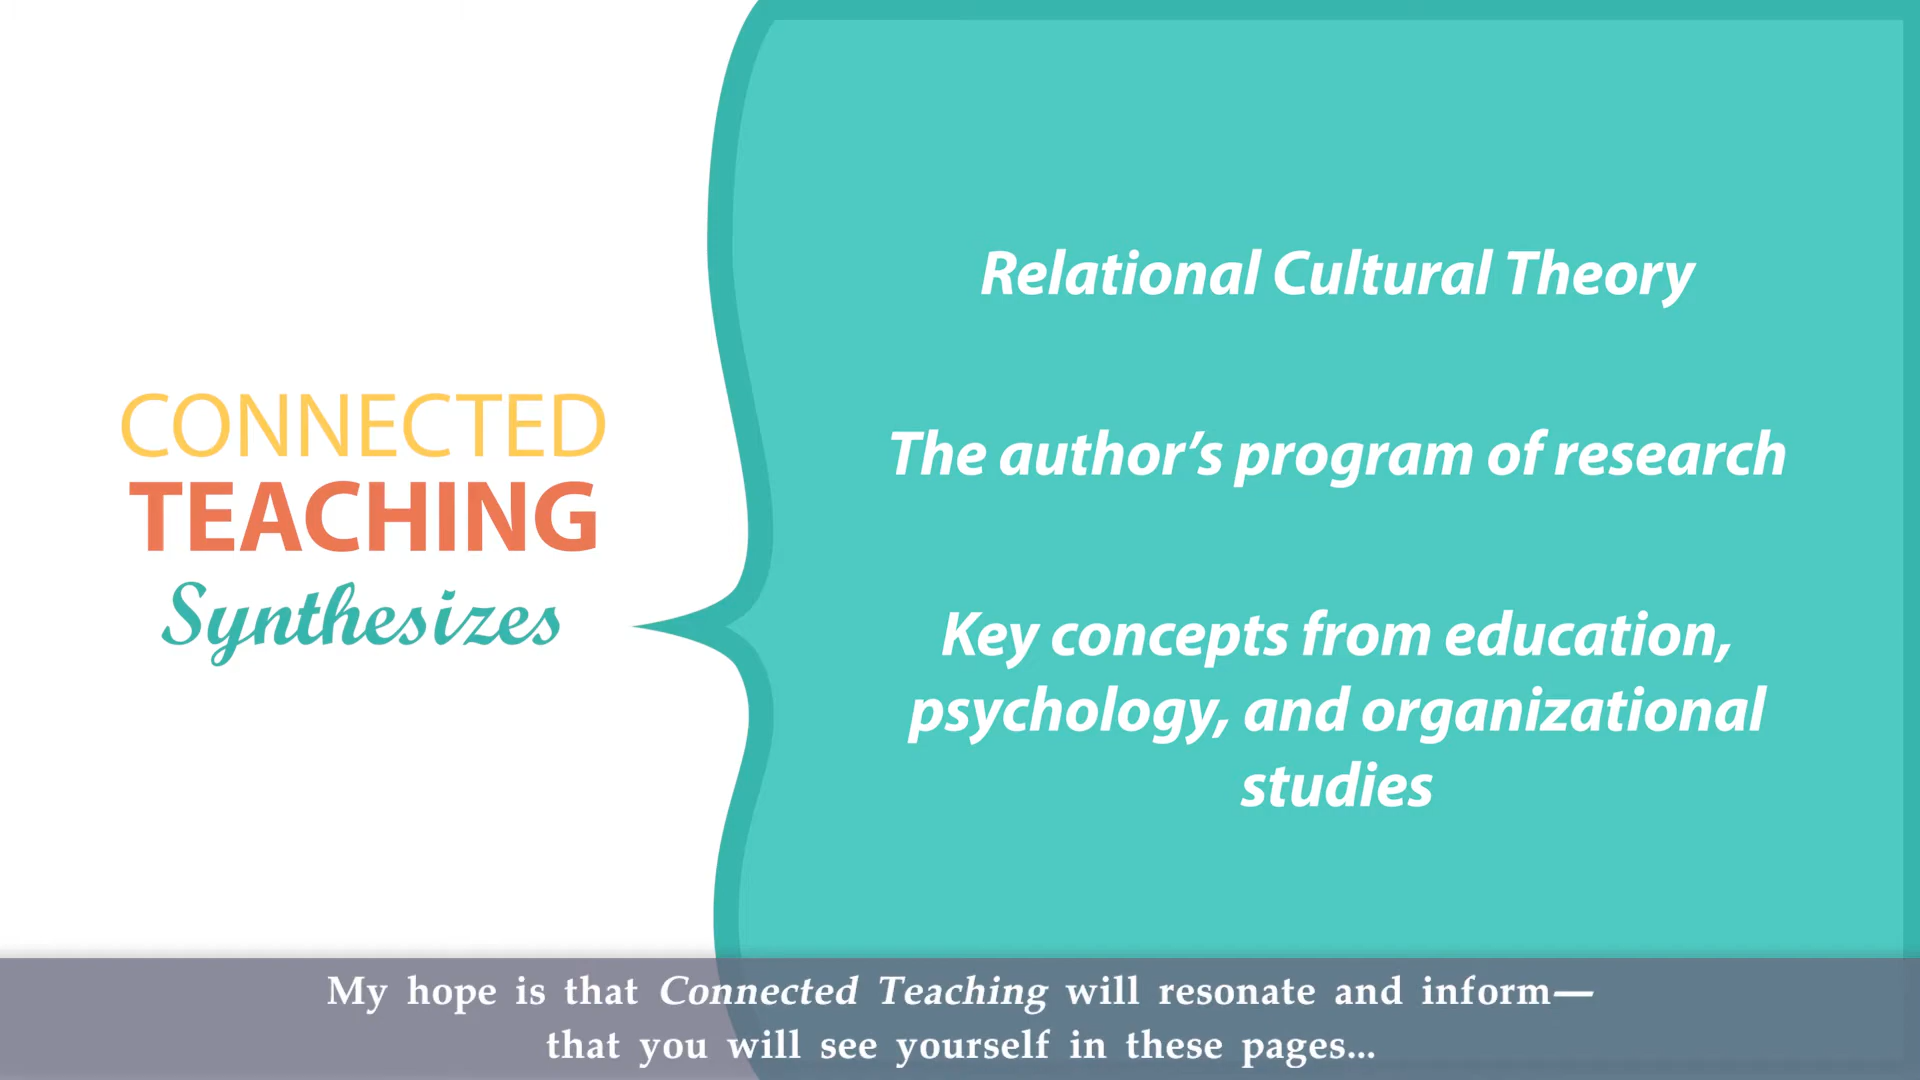 CONNECTED
TEACHING
Synthesizes
Relational Cultural Theory
The author’s program of research
Key concepts from education,
psychology, and organizational
studies
My hope is that Connected Teaching will resonate and inform—
that you will see yourself in these pages...